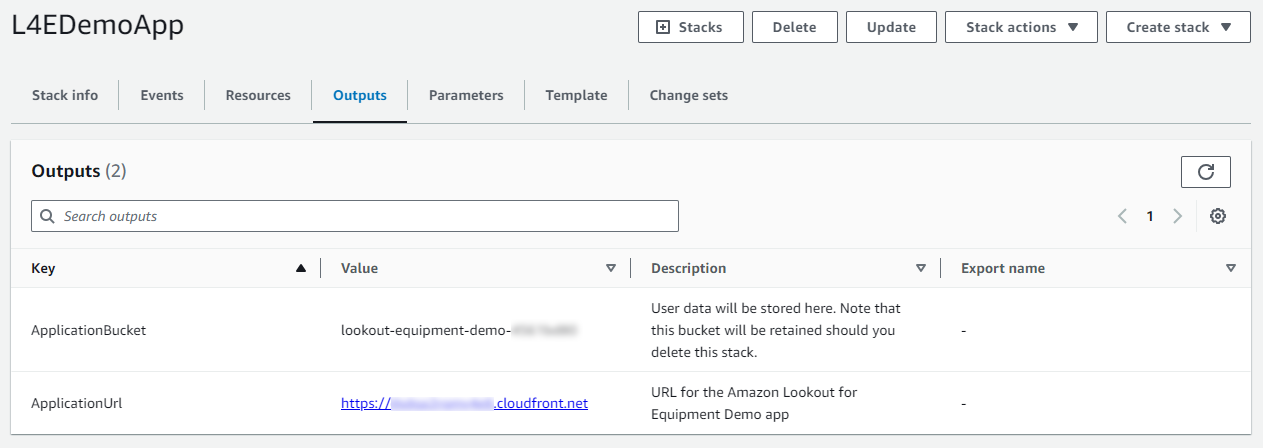 L4EDemoApp
Stacks
Delete
Update
Stack actions
Create stack
Stack info
Events
Resources
Outputs
Parameters
Template
Change sets
Outputs (2)
Search outputs
1
Key
Value
Description
Export name
ApplicationBucket
lookout-equipment-demo-
User data will be stored here. Note that
this bucket will be retained should you
delete this stack.
-
ApplicationUrl
https:// .cloudfront.net
URL for the Amazon Lookout for
Equipment Demo app
-